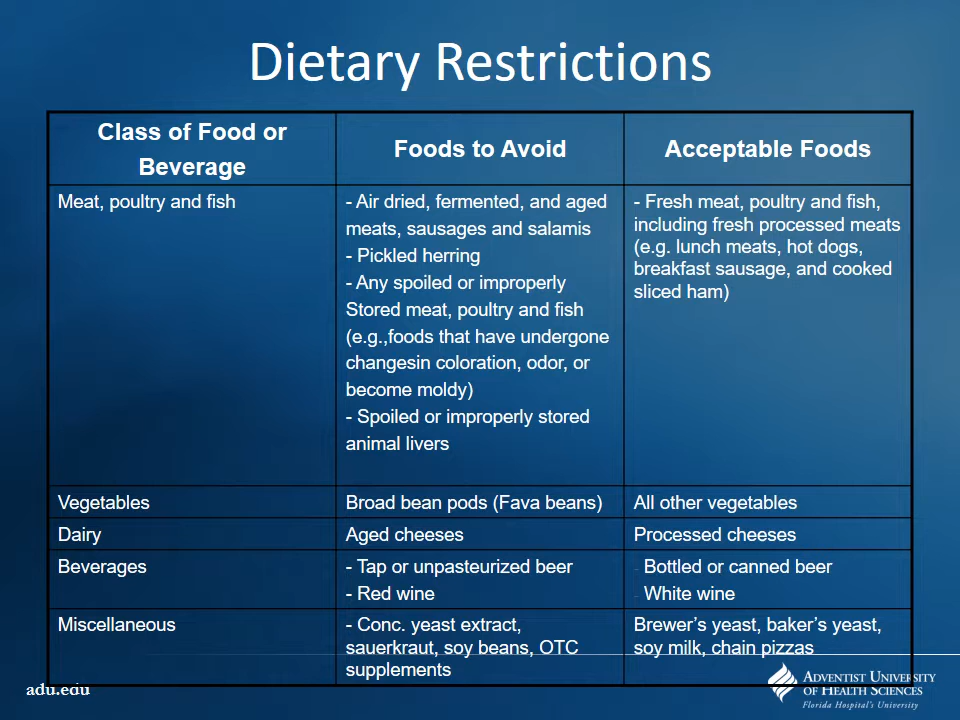 Dietary Restrictions
Class of Food or
Beverage
Foods to Avoid
Acceptable Foods
Meat, poultry and fish
- Air dried, fermented, and aged
meats, sausages and salamis
- Pickled herring
- Any spoiled or improperly
Stored meat, poultry and fish
(e.g.,foods that have undergone
changesin coloration, odor, or
become moldy)
- Spoiled or improperly stored
animal livers
- Fresh meat, poultry and fish,
including fresh processed meats
(e.g. lunch meats, hot dogs,
breakfast sausage, and cooked
sliced ham)
Vegetables
Broad bean pods (Fava beans)
All other vegetables
Dairy
Aged cheeses
Processed cheeses
Beverages
- Tap or unpasteurized beer
- Red wine
- Bottled or canned beer
- White wine
Miscellaneous
- Conc. yeast extract,
sauerkraut, soy beans, OTC
supplements
Brewer's yeast, baker's yeast,
soy milk, chain pizzas
adu.edu
ADVENTIST UNIVERSITY
OF HEALTH SCIENCES
Florida Hospital's University